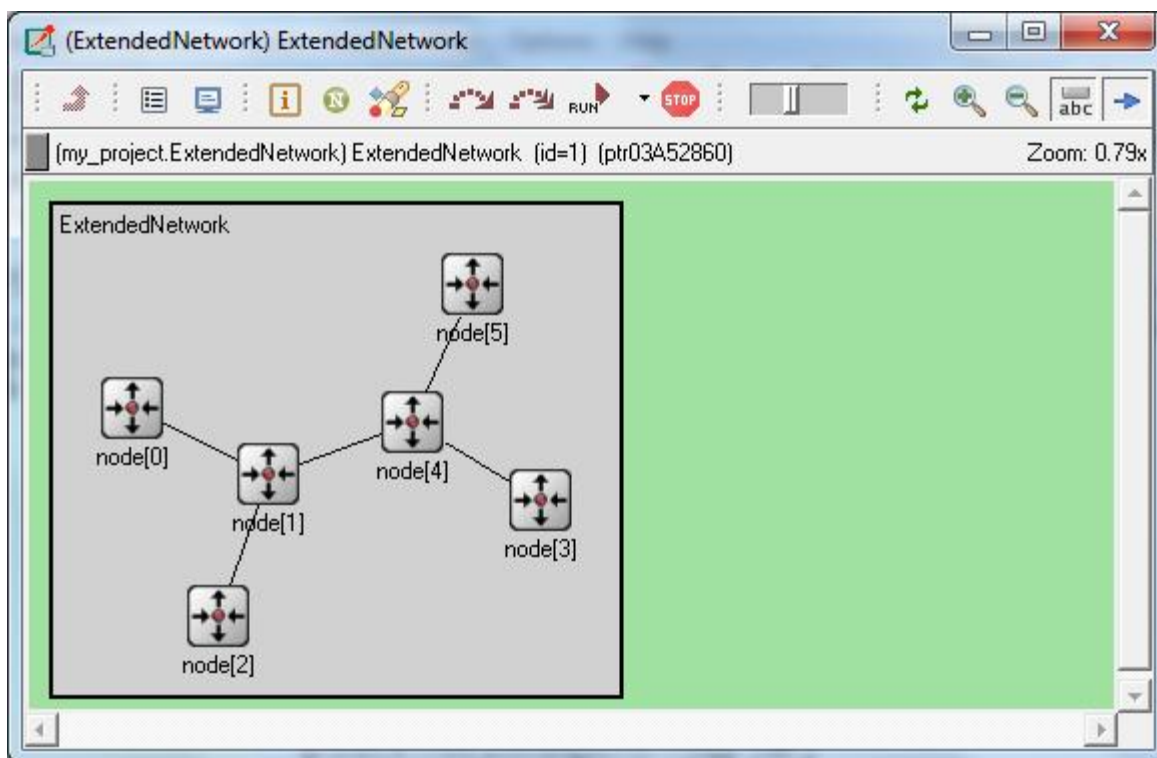 (ExtendedNetwork) ExtendedNetwork
i
N
RUN
STOP
abc
(my_project.ExtendedNetwork) ExtendedNetwork (id=1) (ptr03A52860)
Zoom: 0.79x
ExtendedNetwork
node[5]
node[0]
node[4]
node[1]
node[3]
node[2]